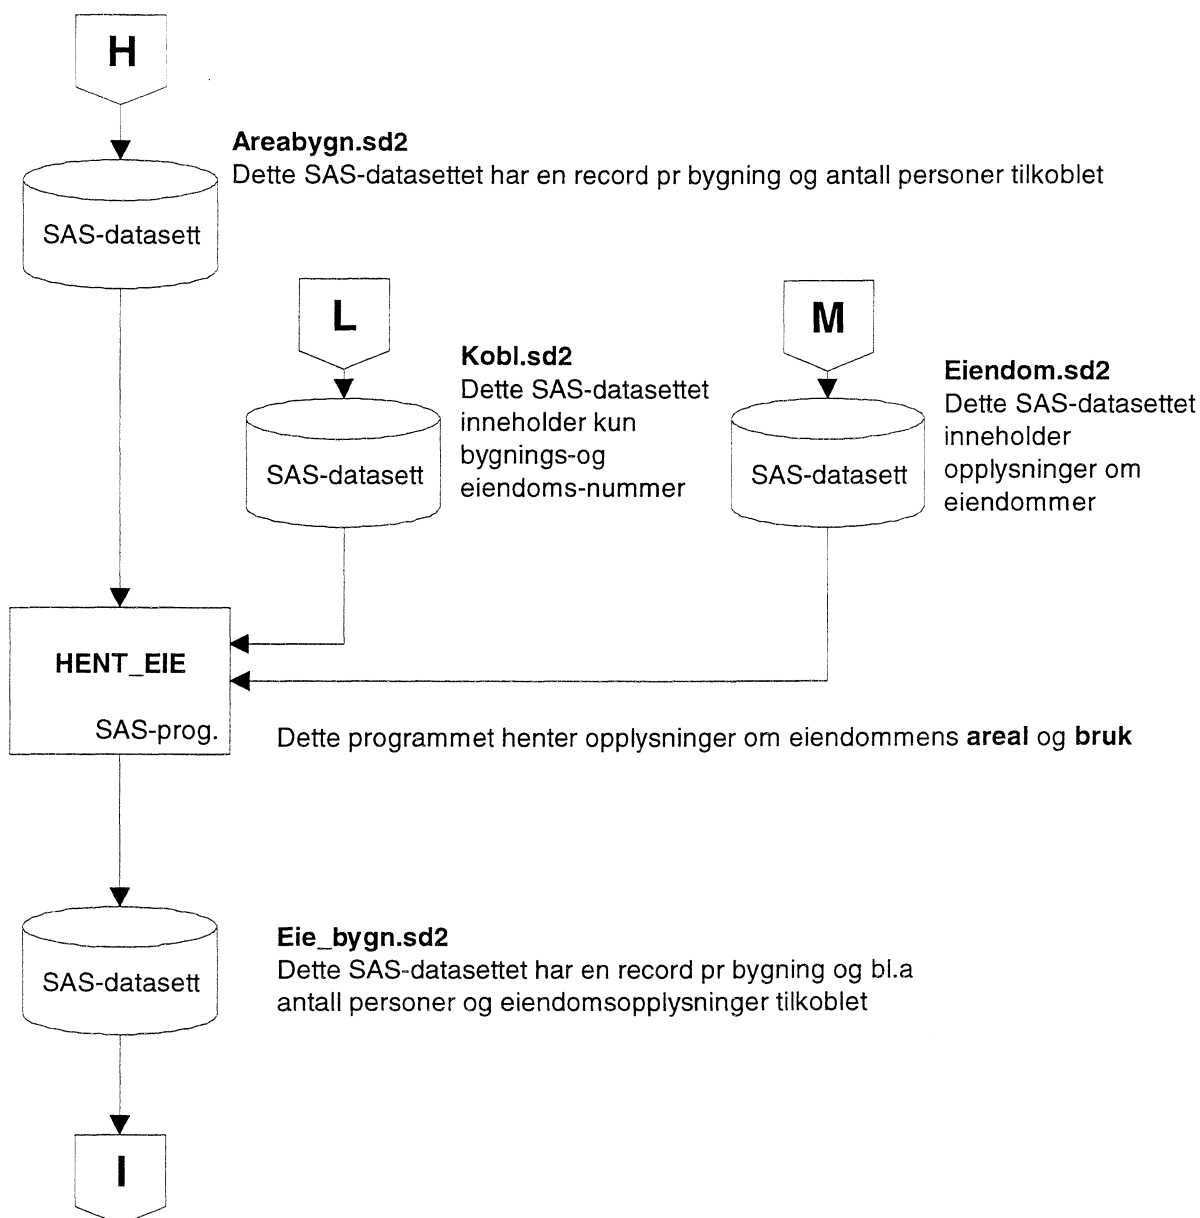 H
Areabygn.sd2
Dette SAS-datasettet har en record pr bygning og antall personer tilkoblet
SAS-datasett
L
M
Kobl.sd2
Dette SAS-datasettet
inneholder kun
bygnings-og
eiendoms-nummer
SAS-datasett
Eiendom.sd2
Dette SAS-datasettet
inneholder
opplysninger om
eiendommer
SAS-datasett
HENT_EIE
SAS-prog.
Dette programmet henter opplysninger om eiendommens areal og bruk
Eie_bygn.sd2
Dette SAS-datasettet har en record pr bygning og bl.a
antall personer og eiendomsopplysninger tilkoblet
SAS-datasett
I